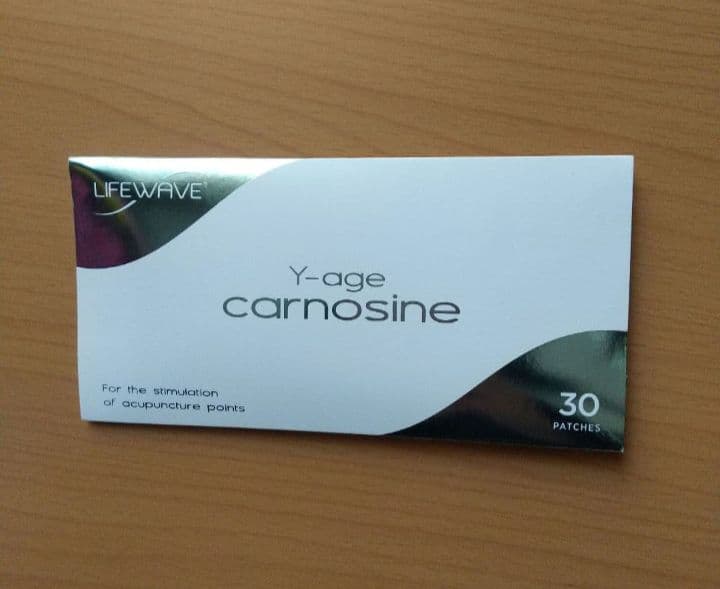 LIFEWAVE
Y-age
carnosine
For the stimulation
of acupuncture points
30
PATCHES